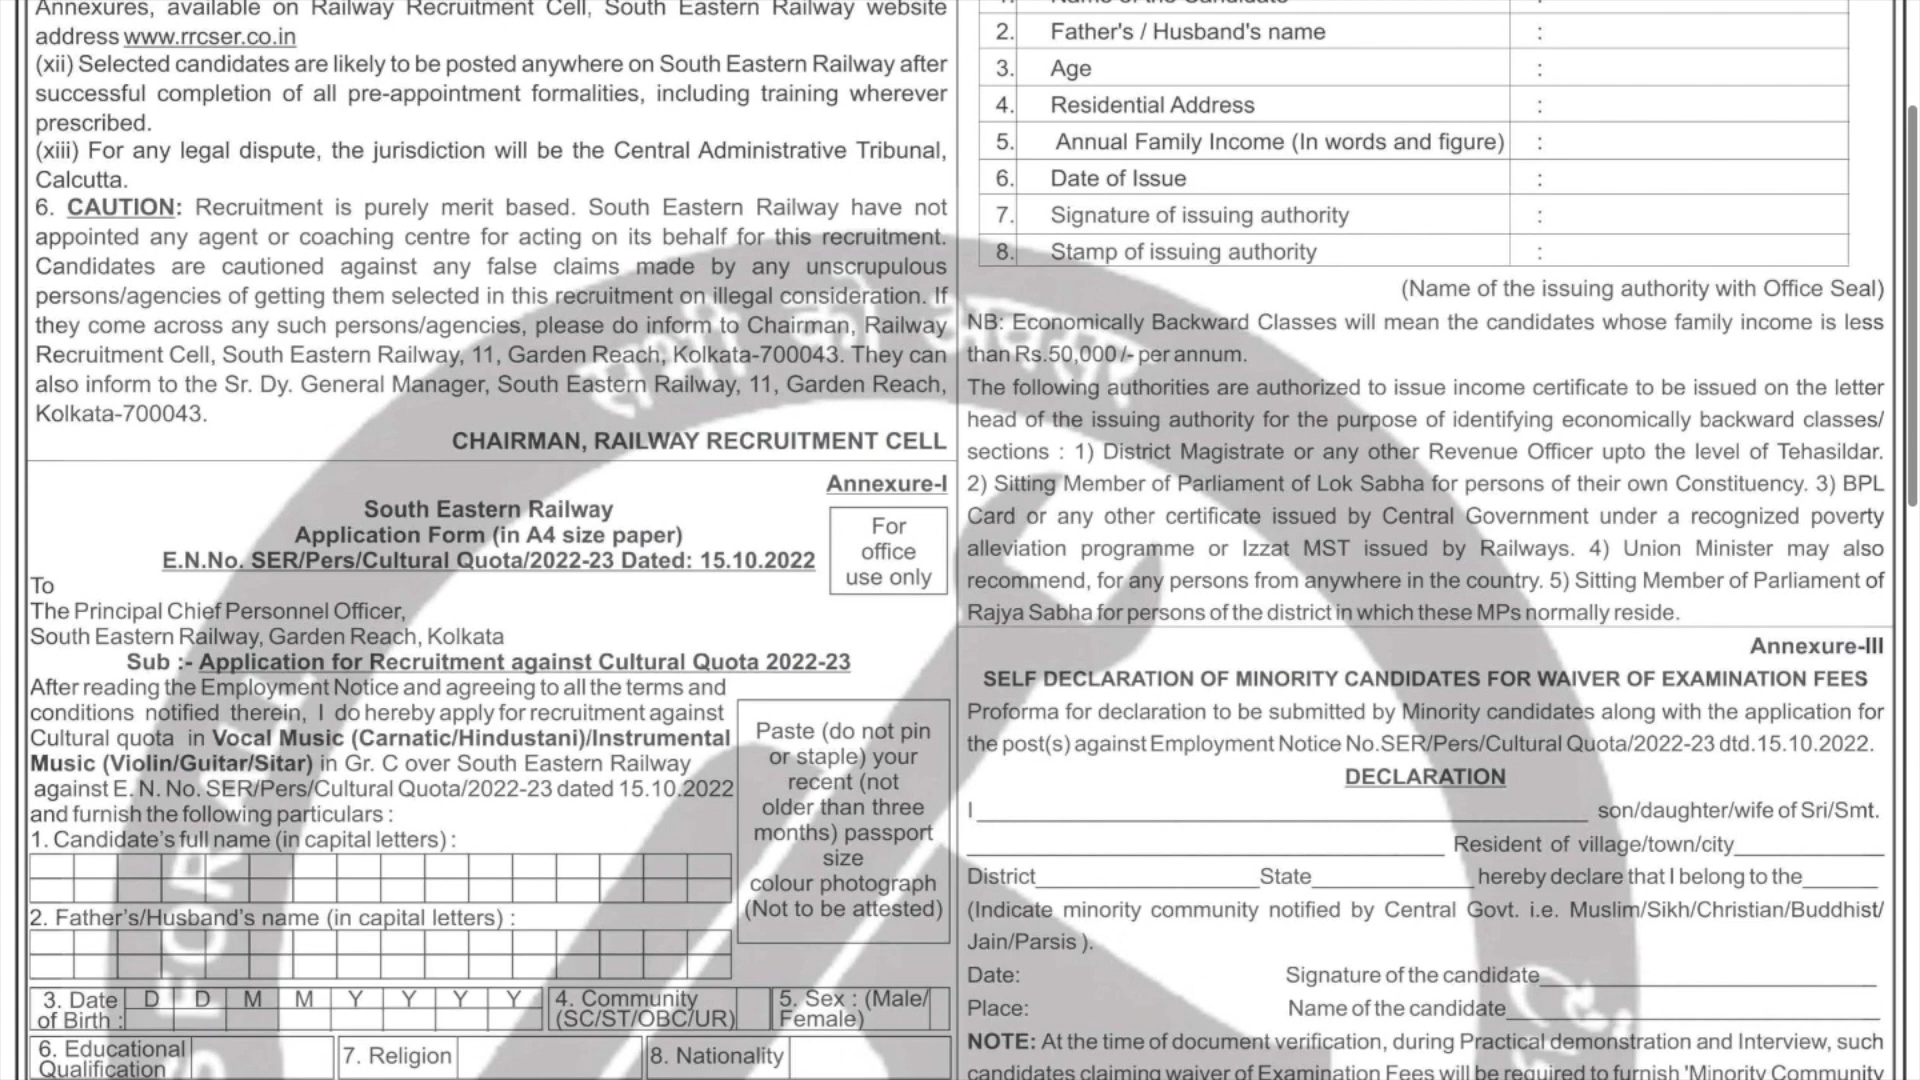 Annexures, available on Railway Recruitment Cell, South Eastern Railway website
address www.rrcser.co.in
(xii) Selected candidates are likely to be posted anywhere on South Eastern Railway after
successful completion of all pre-appointment formalities, including training wherever
prescribed.
(xiii) For any legal dispute, the jurisdiction will be the Central Administrative Tribunal,
Calcutta.
6. CAUTION: Recruitment is purely merit based. South Eastern Railway have not
appointed any agent or coaching centre for acting on its behalf for this recruitment.
Candidates are cautioned against any false claims made by any unscrupulous
persons/agencies of getting them selected in this recruitment on illegal consideration. If
they come across any such persons/agencies, please do inform to Chairman, Railway
Recruitment Cell, South Eastern Railway, 11, Garden Reach, Kolkata-700043. They can
also inform to the Sr. Dy. General Manager, South Eastern Railway, 11, Garden Reach,
Kolkata-700043.
CHAIRMAN, RAILWAY RECRUITMENT CELL
Annexure-I
South Eastern Railway
Application Form (in A4 size paper)
E.N.No. SER/Pers/Cultural Quota/2022-23 Dated: 15.10.2022
For
office
use only
To
The Principal Chief Personnel Officer,
South Eastern Railway, Garden Reach, Kolkata
Sub :- Application for Recruitment against Cultural Quota 2022-23
After reading the Employment Notice and agreeing to all the terms and
conditions notified therein, I do hereby apply for recruitment against
Cultural quota in Vocal Music (Carnatic/Hindustani)/Instrumental
Music (Violin/Guitar/Sitar) in Gr. C over South Eastern Railway
against E. N. No. SER/Pers/Cultural Quota/2022-23 dated 15.10.2022
and furnish the following particulars :
Paste (do not pin
or staple) your
recent (not
older than three
months) passport
size
colour photograph
(Not to be attested)
1. Candidate's full name (in capital letters) :
2. Father's/Husband's name (in capital letters) :
3. Date of Birth : D D M M Y Y Y Y
4. Community (SC/ST/OBC/UR)
5. Sex : (Male/Female)
6. Educational Qualification
7. Religion
8. Nationality
1. Name of the Candidate :
2. Father's / Husband's name :
3. Age :
4. Residential Address :
5. Annual Family Income (In words and figure) :
6. Date of Issue :
7. Signature of issuing authority :
8. Stamp of issuing authority :
(Name of the issuing authority with Office Seal)
NB: Economically Backward Classes will mean the candidates whose family income is less
than Rs.50,000/- per annum.
The following authorities are authorized to issue income certificate to be issued on the letter
head of the issuing authority for the purpose of identifying economically backward classes/
sections : 1) District Magistrate or any other Revenue Officer upto the level of Tehasildar.
2) Sitting Member of Parliament of Lok Sabha for persons of their own Constituency. 3) BPL
Card or any other certificate issued by Central Government under a recognized poverty
alleviation programme or Izzat MST issued by Railways. 4) Union Minister may also
recommend, for any persons from anywhere in the country. 5) Sitting Member of Parliament of
Rajya Sabha for persons of the district in which these MPs normally reside.
Annexure-III
SELF DECLARATION OF MINORITY CANDIDATES FOR WAIVER OF EXAMINATION FEES
Proforma for declaration to be submitted by Minority candidates along with the application for
the post(s) against Employment Notice No.SER/Pers/Cultural Quota/2022-23 dtd.15.10.2022.
DECLARATION
I ____ son/daughter/wife of Sri/Smt.
____ Resident of village/town/city____
District____State____hereby declare that I belong to the____
(Indicate minority community notified by Central Govt. i.e. Muslim/Sikh/Christian/Buddhist/
Jain/Parsis ).
Date: Signature of the candidate____
Place: Name of the candidate____
NOTE: At the time of document verification, during Practical demonstration and Interview, such
candidates claiming waiver of Examination Fees will be required to furnish 'Minority Community
FOR ALL